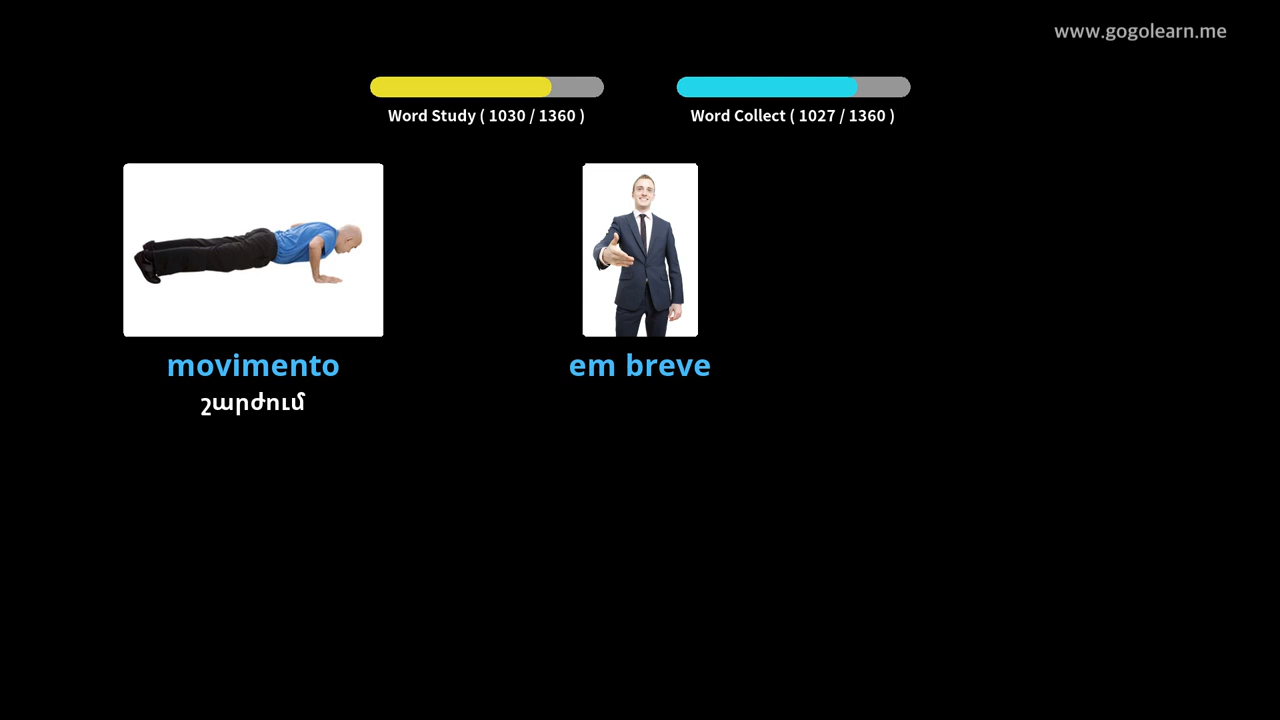 www.gogolearn.me
Word Study ( 1030 / 1360 )
Word Collect ( 1027 / 1360 )
movimento
շարժում
em breve